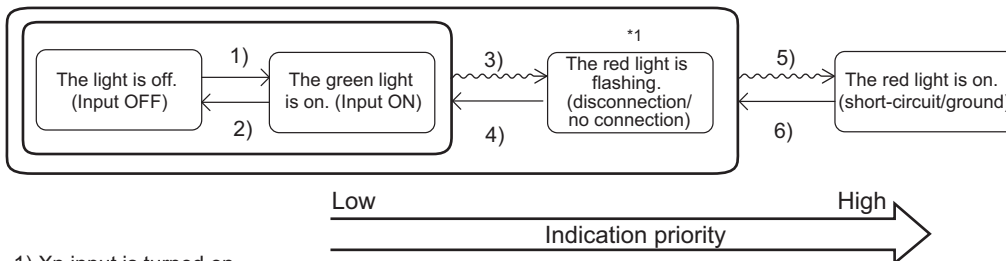 *1
1)
The light is off.
(Input OFF)
2)
The green light
is on. (Input ON)
3)
4)
The red light is
flashing.
(disconnection/
no connection)
5)
6)
The red light is on.
(short-circuit/ground)
Low
High
Indication priority
1) Xn input is turned on